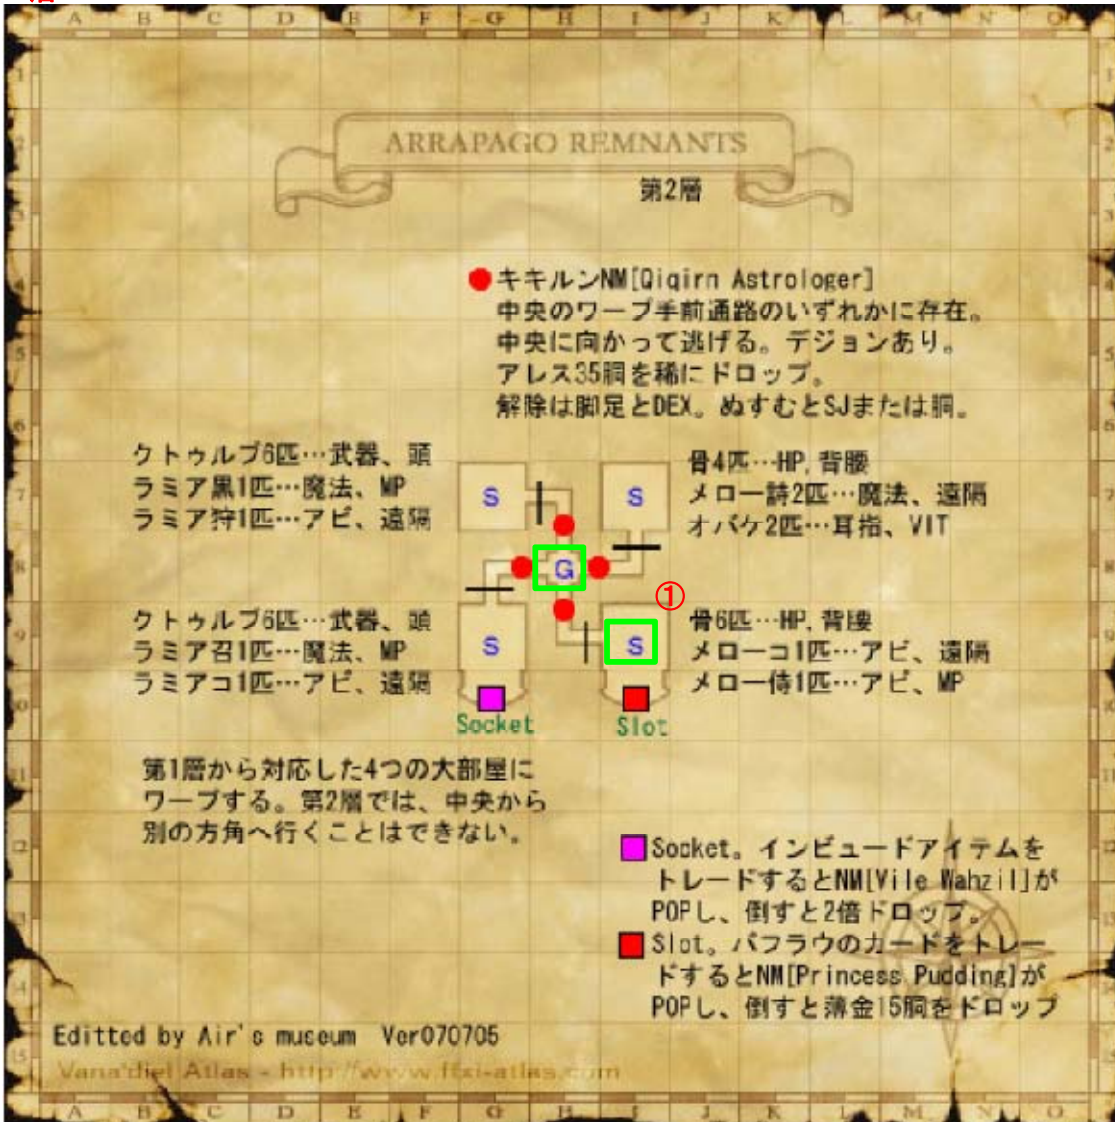 A B C D E F G H I J K L M N O
ARRAPAGO REMNANTS
第2層
キキルンNM[Qiqirn Astrologer]
中央のワープ手前通路のいずれかに存在。
中央に向かって逃げる。デジョンあり。
アレス35胴を稀にドロップ。
解除は脚足とDEX。ぬすむとSJまたは胴。
クトゥルブ6匹…武器、頭
ラミア黒1匹…魔法、MP
ラミア狩1匹…アビ、遠隔
S
S
骨4匹…HP,背腰
メロー詩2匹…魔法、遠隔
オバケ2匹…耳指、VIT
G
①
クトゥルブ6匹…武器、頭
ラミア召1匹…魔法、MP
ラミアコ1匹…アビ、遠隔
S
S
骨6匹…HP,背腰
メローコ1匹…アビ、遠隔
メロー侍1匹…アビ、MP
Socket
Slot
第1層から対応した4つの大部屋に
ワープする。第2層では、中央から
別の方角へ行くことはできない。
Socket。インビュードアイテムを
トレードするとNM[Vile Wahzil]が
POPし、倒すと2倍ドロップ。
Slot。バフラウのカードをトレー
ドするとNM[Princess Pudding]が
POPし、倒すと薄金15胴をドロップ
Editted by Air's museum Ver070705
Vana'diel Atlas - http://www.ffxi-atlas.com
A B C D E F G H I J K L M N O